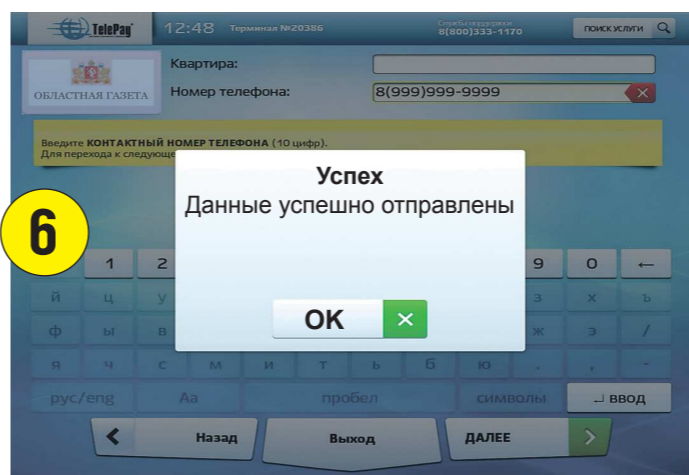 TelePay
12:48 Терминал №20386
Служба поддержки
8(800)333-1170
ПОИСК УСЛУГИ
ОБЛАСТНАЯ ГАЗЕТА
Квартира:
Номер телефона:
8(999)999-9999
Введите КОНТАКТНЫЙ НОМЕР ТЕЛЕФОНА (10 цифр).
Для перехода к следующе
Успех
Данные успешно отправлены
OK
6
1 2 9 0 ←
й ц у з х ъ
ф ы в ж э /
я ч с м и т ь б ю . , -
рус/eng Аа пробел символы ВВОД
Назад Выход ДАЛЕЕ